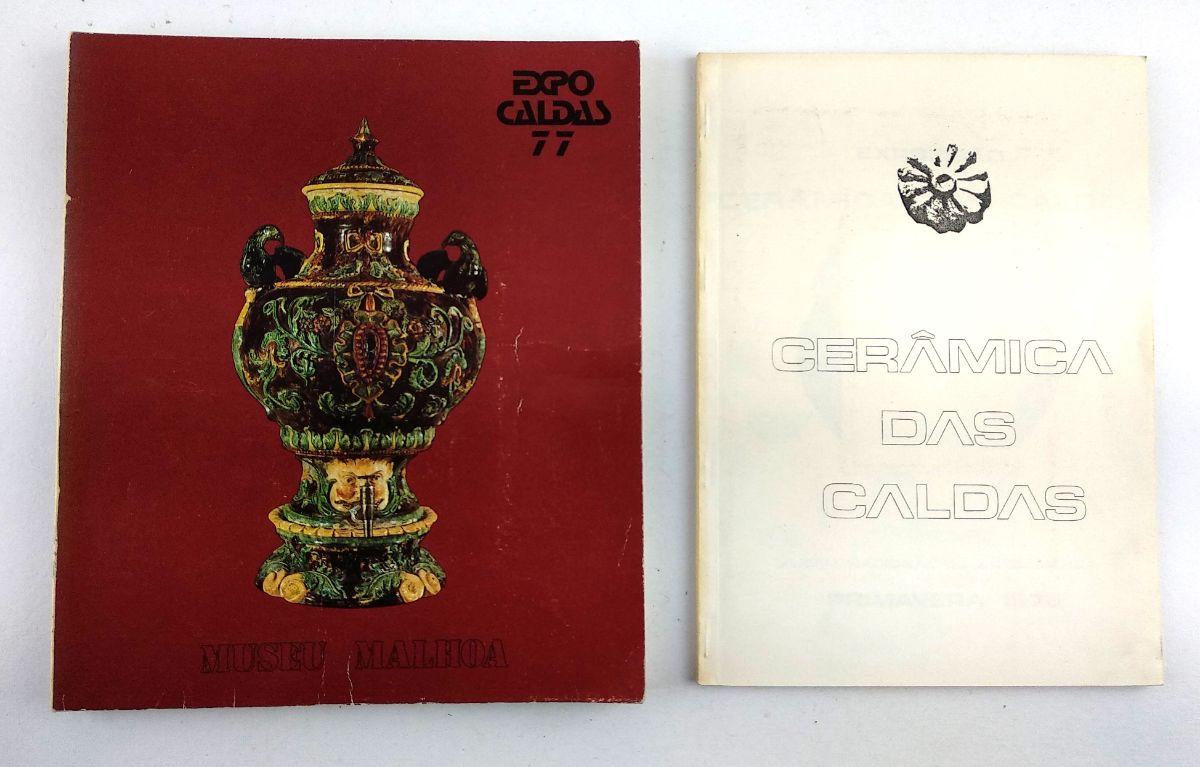 EXPO
CALDAS
77
MUSEU MALHOA
CERÂMICA
DAS
CALDAS